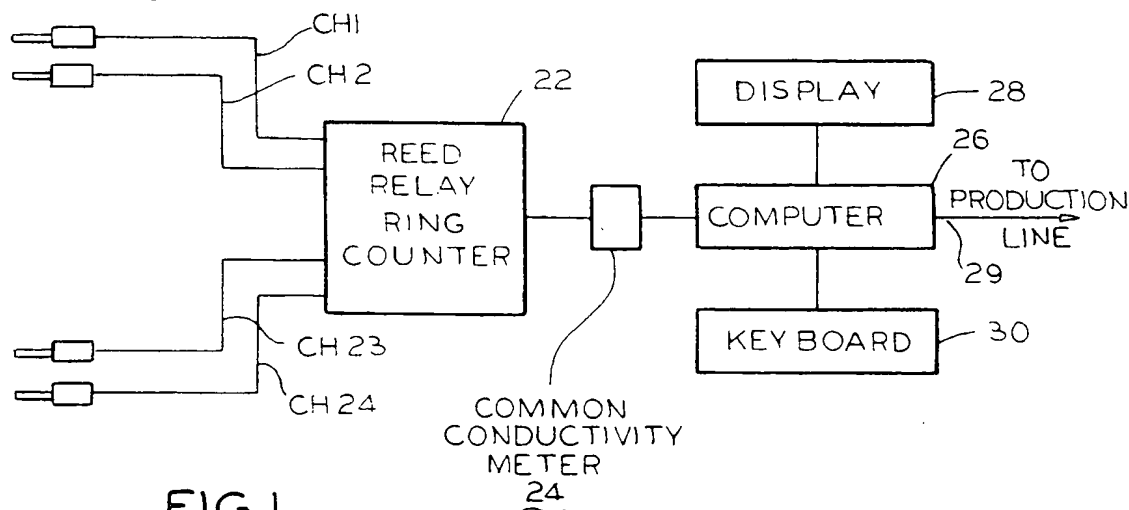 CH1
CH2
22
REED
RELAY
RING
COUNTER
DISPLAY
28
26
COMPUTER
TO
PRODUCTION
LINE
29
KEYBOARD
30
CH23
CH24
COMMON
CONDUCTIVITY
METER
24
FIG.1